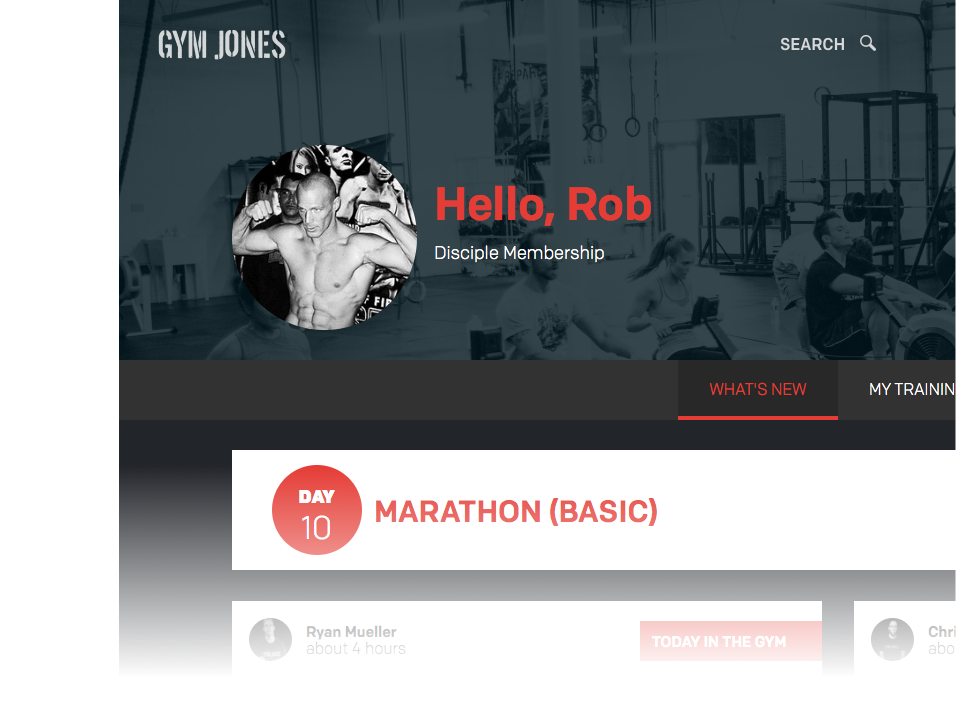 GYM JONES
SEARCH
Hello, Rob
Disciple Membership
WHAT'S NEW
MY TRAININ
DAY
10
MARATHON (BASIC)
Ryan Mueller
about 4 hours
TODAY IN THE GYM
Chri
abo